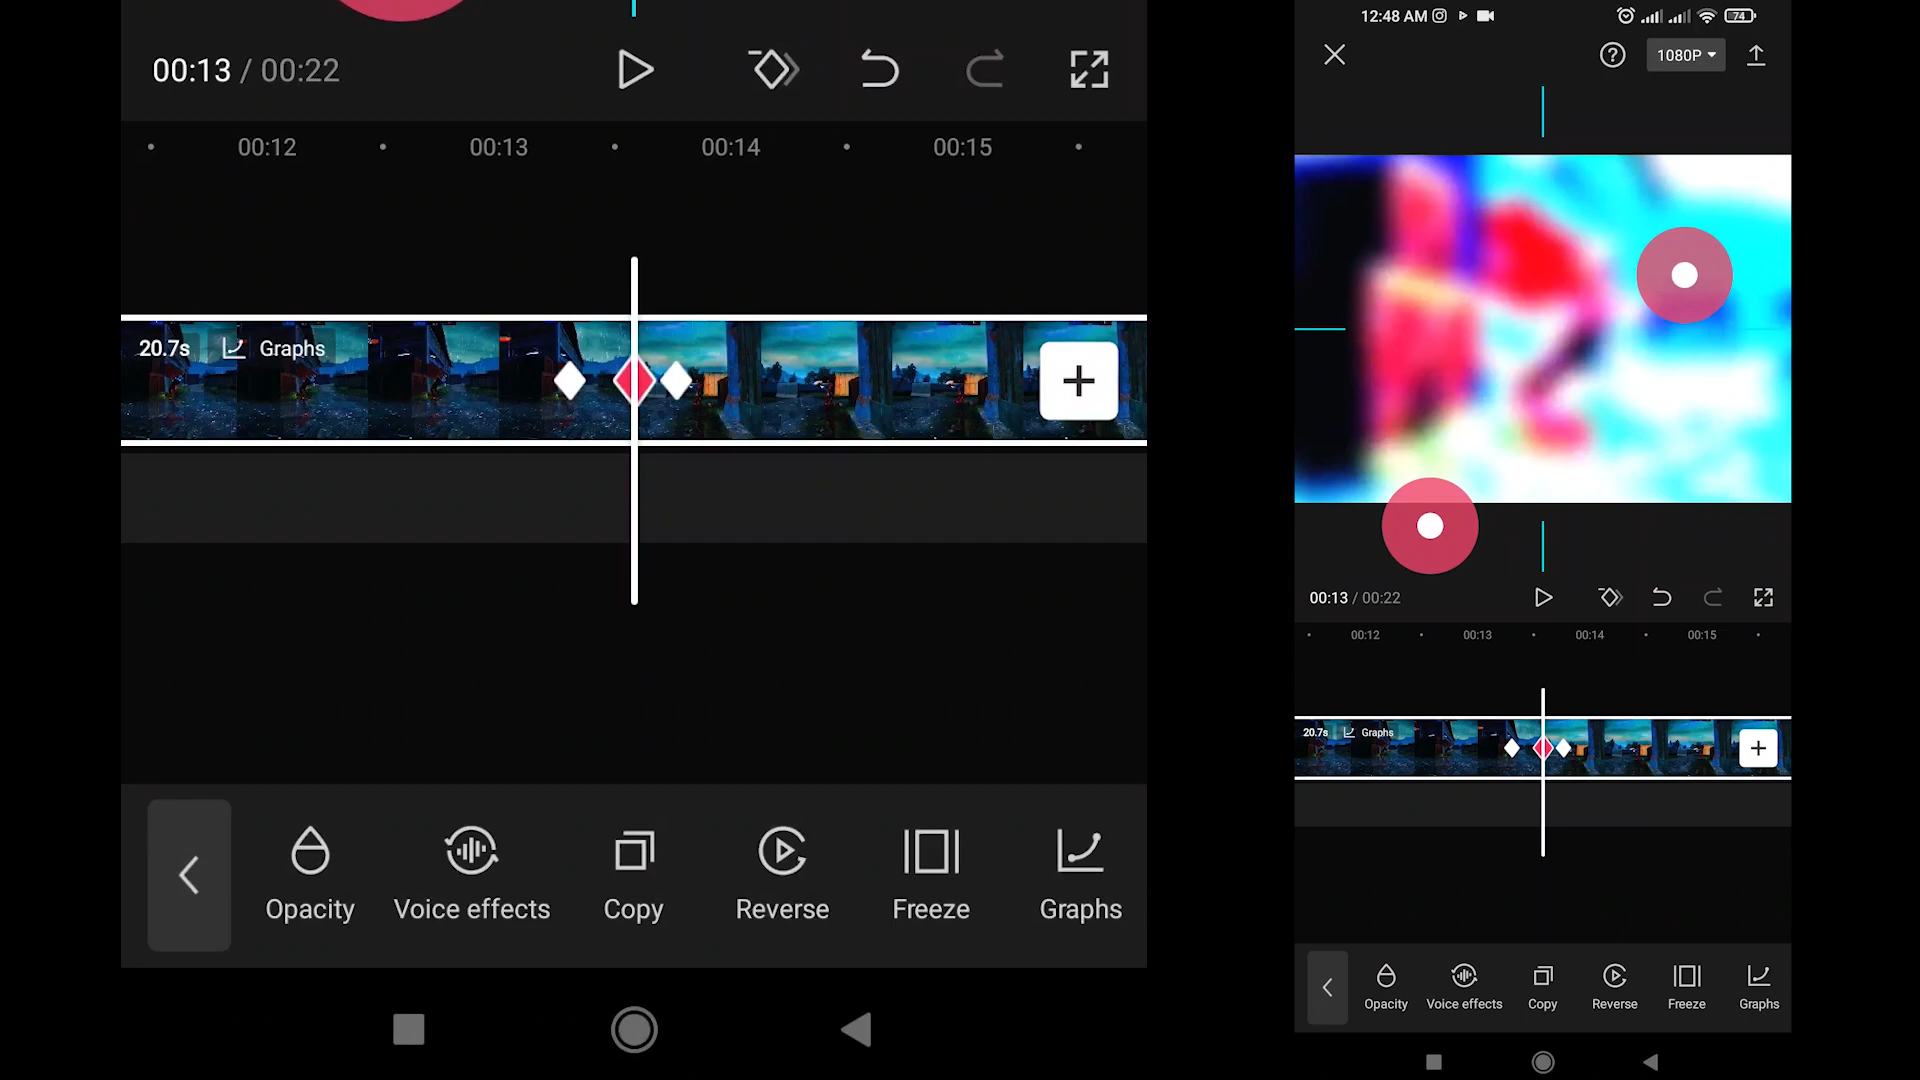 00:13 / 00:22
00:12 00:13 00:14 00:15
20.7s Graphs
Opacity Voice effects Copy Reverse Freeze Graphs
12:48 AM 74
1080P
00:13 / 00:22
00:12 00:13 00:14 00:15
20.7s Graphs
Opacity Voice effects Copy Reverse Freeze Graphs